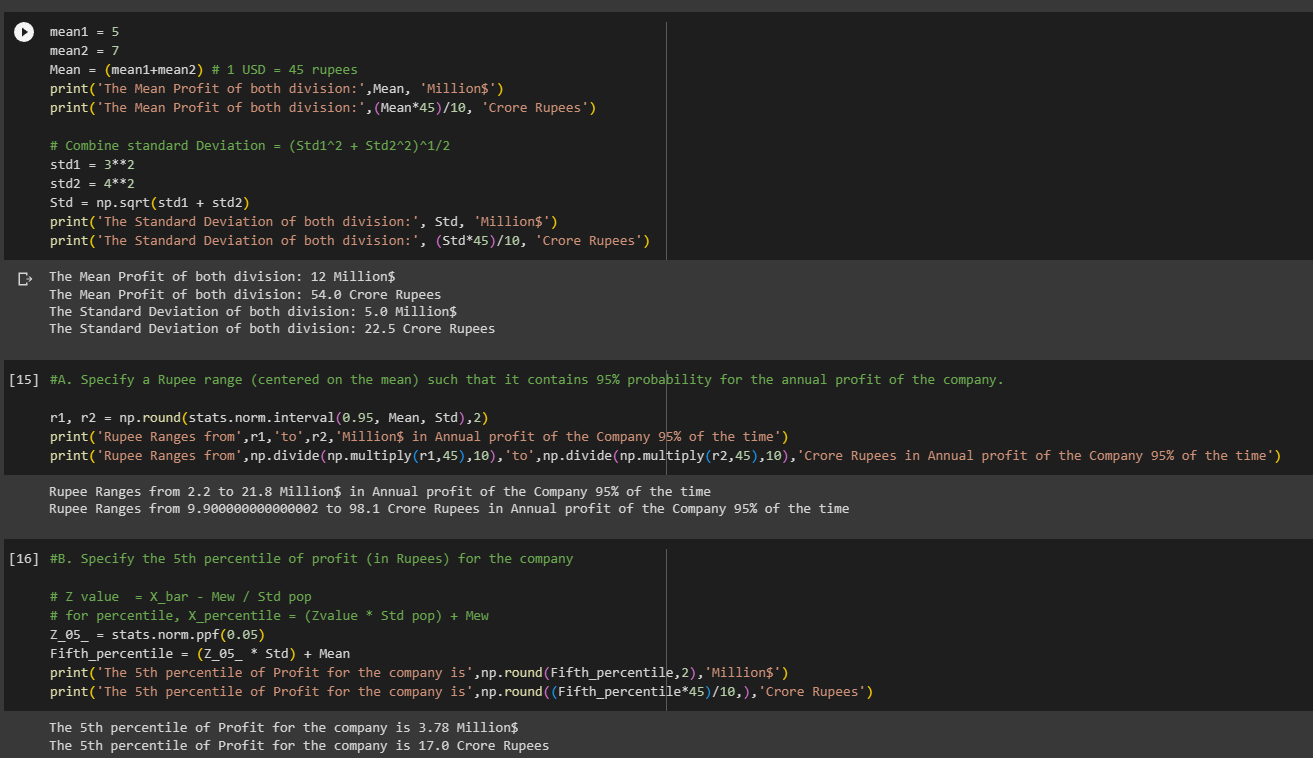 mean1 = 5
mean2 = 7
Mean = (mean1+mean2) # 1 USD = 45 rupees
print('The Mean Profit of both division:',Mean, 'Million$')
print('The Mean Profit of both division:',(Mean*45)/10, 'Crore Rupees')
# Combine standard Deviation = (Std1^2 + Std2^2)^1/2
std1 = 3**2
std2 = 4**2
Std = np.sqrt(std1 + std2)
print('The Standard Deviation of both division:', Std, 'Million$')
print('The Standard Deviation of both division:', (Std*45)/10, 'Crore Rupees')
The Mean Profit of both division: 12 Million$
The Mean Profit of both division: 54.0 Crore Rupees
The Standard Deviation of both division: 5.0 Million$
The Standard Deviation of both division: 22.5 Crore Rupees
[15] #A. Specify a Rupee range (centered on the mean) such that it contains 95% probability for the annual profit of the company.
r1, r2 = np.round(stats.norm.interval(0.95, Mean, Std),2)
print('Rupee Ranges from',r1,'to',r2,'Million$ in Annual profit of the Company 95% of the time')
print('Rupee Ranges from',np.divide(np.multiply(r1,45),10),'to',np.divide(np.multiply(r2,45),10),'Crore Rupees in Annual profit of the Company 95% of the time')
Rupee Ranges from 2.2 to 21.8 Million$ in Annual profit of the Company 95% of the time
Rupee Ranges from 9.900000000000002 to 98.1 Crore Rupees in Annual profit of the Company 95% of the time
[16] #B. Specify the 5th percentile of profit (in Rupees) for the company
# Z value  = X_bar - Mew / Std pop
# for percentile, X_percentile = (Zvalue * Std pop) + Mew
Z_05_ = stats.norm.ppf(0.05)
Fifth_percentile = (Z_05_ * Std) + Mean
print('The 5th percentile of Profit for the company is',np.round(Fifth_percentile,2),'Million$')
print('The 5th percentile of Profit for the company is',np.round((Fifth_percentile*45)/10,),'Crore Rupees')
The 5th percentile of Profit for the company is 3.78 Million$
The 5th percentile of Profit for the company is 17.0 Crore Rupees